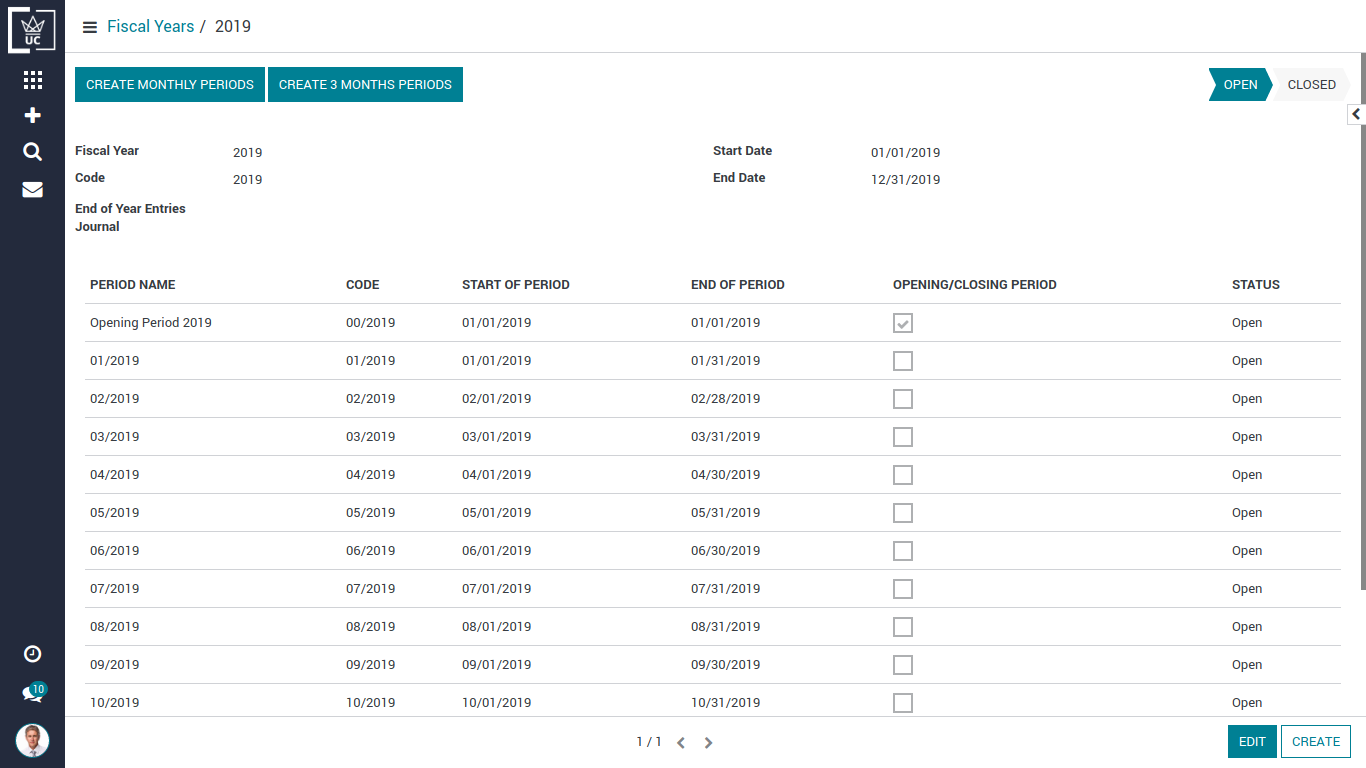 UC
Fiscal Years / 2019
CREATE MONTHLY PERIODS CREATE 3 MONTHS PERIODS OPEN CLOSED
Fiscal Year 2019 Start Date 01/01/2019
Code 2019 End Date 12/31/2019
End of Year Entries
Journal
PERIOD NAME CODE START OF PERIOD END OF PERIOD OPENING/CLOSING PERIOD STATUS
Opening Period 2019 00/2019 01/01/2019 01/01/2019 Open
01/2019 01/2019 01/01/2019 01/31/2019 Open
02/2019 02/2019 02/01/2019 02/28/2019 Open
03/2019 03/2019 03/01/2019 03/31/2019 Open
04/2019 04/2019 04/01/2019 04/30/2019 Open
05/2019 05/2019 05/01/2019 05/31/2019 Open
06/2019 06/2019 06/01/2019 06/30/2019 Open
07/2019 07/2019 07/01/2019 07/31/2019 Open
08/2019 08/2019 08/01/2019 08/31/2019 Open
09/2019 09/2019 09/01/2019 09/30/2019 Open
10/2019 10/2019 10/01/2019 10/31/2019 Open
10
1 / 1 EDIT CREATE